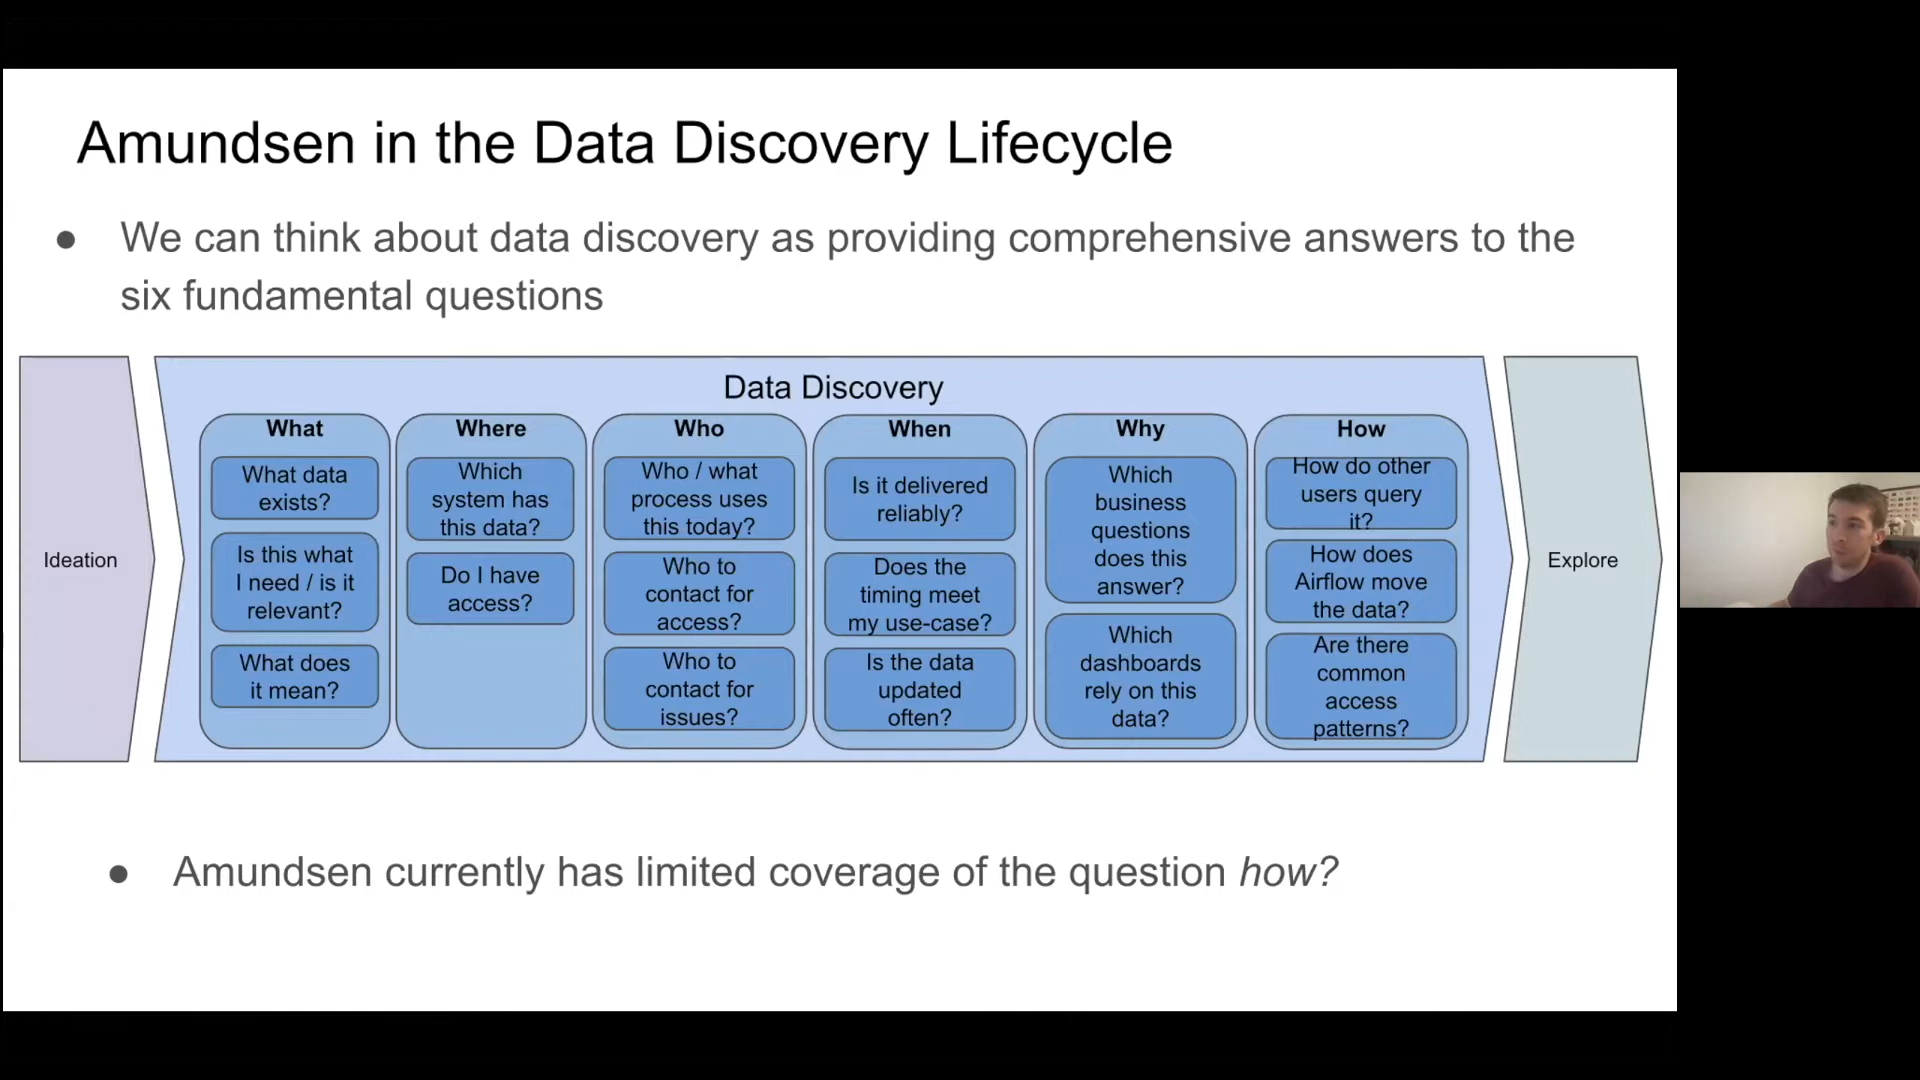 Amundsen in the Data Discovery Lifecycle
● We can think about data discovery as providing comprehensive answers to the
six fundamental questions
Ideation
Data Discovery
What
What data
exists?
Is this what
I need / is it
relevant?
What does
it mean?
Where
Which
system has
this data?
Do I have
access?
Who
Who / what
process uses
this today?
Who to
contact for
access?
Who to
contact for
issues?
When
Is it delivered
reliably?
Does the
timing meet
my use-case?
Is the data
updated
often?
Why
Which
business
questions
does this
answer?
Which
dashboards
rely on this
data?
How
How do other
users query
it?
How does
Airflow move
the data?
Are there
common
access
patterns?
Explore
● Amundsen currently has limited coverage of the question how?